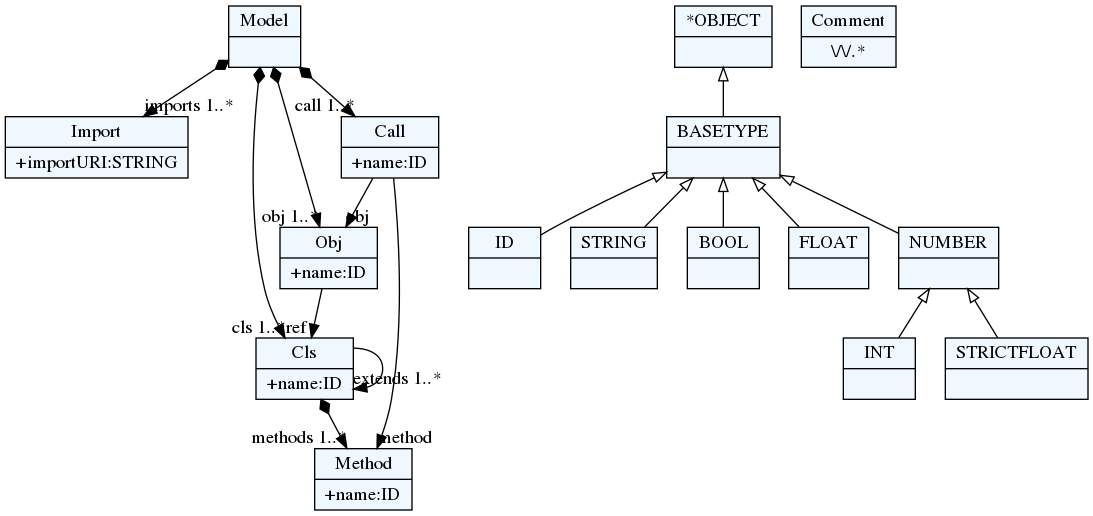 Model
*OBJECT
Comment
\/\/.*
imports 1..*
call 1..*
Import
+importURI:STRING
Call
+name:ID
BASETYPE
obj 1..*
obj
Obj
+name:ID
ID
STRING
BOOL
FLOAT
NUMBER
cls 1..*
ref
Cls
+name:ID
extends 1..*
INT
STRICTFLOAT
methods 1..*
method
Method
+name:ID